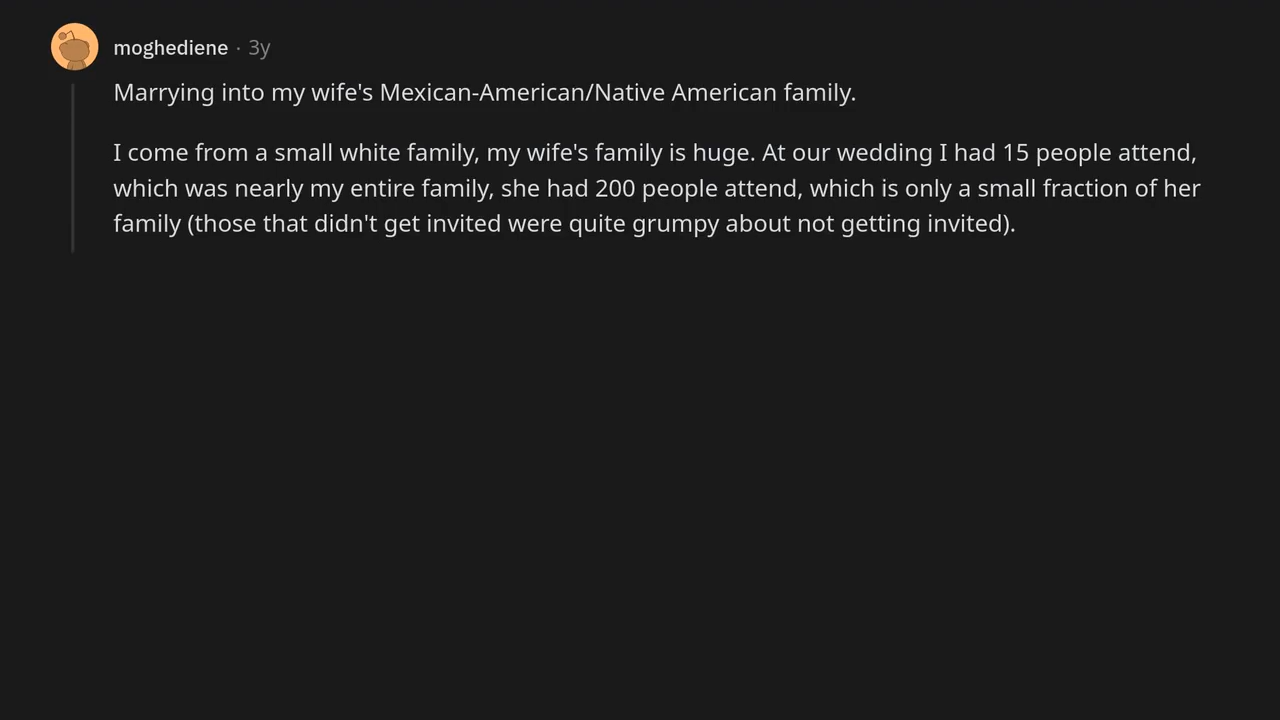 moghediene · 3y
Marrying into my wife's Mexican-American/Native American family.
I come from a small white family, my wife's family is huge. At our wedding I had 15 people attend,
which was nearly my entire family, she had 200 people attend, which is only a small fraction of her
family (those that didn't get invited were quite grumpy about not getting invited).